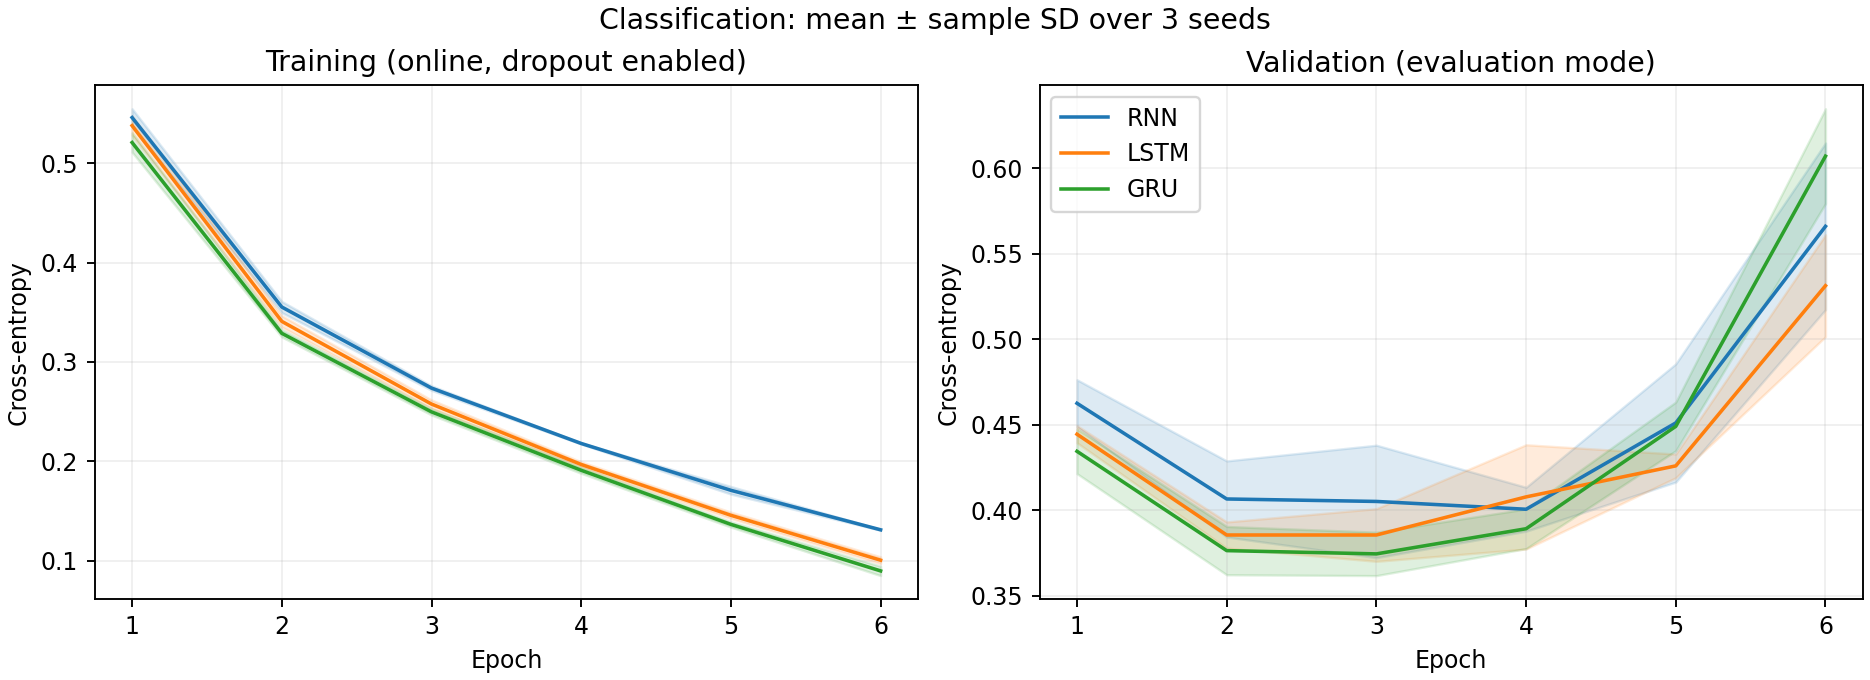 Classification: mean ± sample SD over 3 seeds
Training (online, dropout enabled)
Cross-entropy
0.5
0.4
0.3
0.2
0.1
1 2 3 4 5 6
Epoch
Validation (evaluation mode)
RNN
LSTM
GRU
Cross-entropy
0.60
0.55
0.50
0.45
0.40
0.35
1 2 3 4 5 6
Epoch